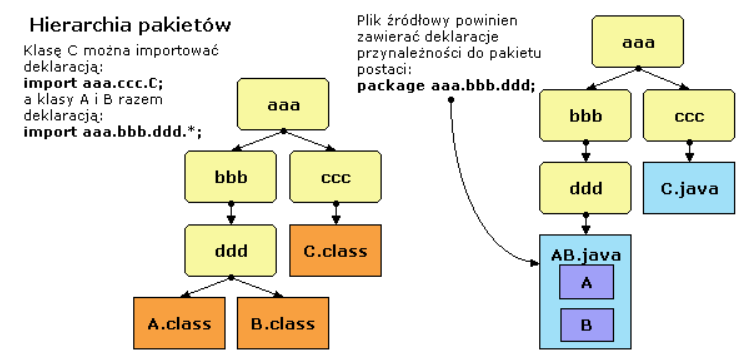 Hierarchia pakietów
Klasę C można importować
deklaracją:
import aaa.ccc.C;
a klasy A i B razem
deklaracją:
import aaa.bbb.ddd.*;
aaa
bbb
ccc
ddd
C.class
A.class
B.class
Plik źródłowy powinien
zawierać deklaracje
przynależności do pakietu
postaci:
package aaa.bbb.ddd;
aaa
bbb
ccc
ddd
C.java
AB.java
A
B